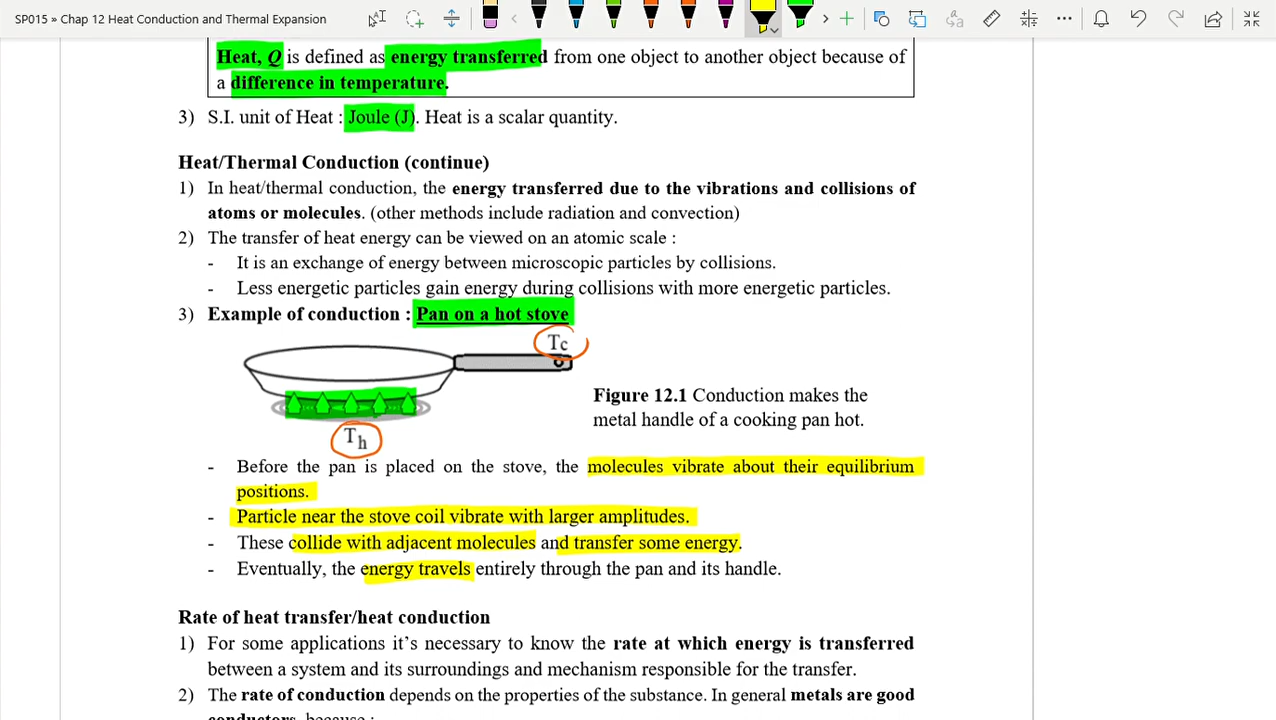 SP015 » Chap 12 Heat Conduction and Thermal Expansion
Heat, Q is defined as energy transferred from one object to another object because of
a difference in temperature.
3) S.I. unit of Heat : Joule (J). Heat is a scalar quantity.
Heat/Thermal Conduction (continue)
1) In heat/thermal conduction, the energy transferred due to the vibrations and collisions of
atoms or molecules. (other methods include radiation and convection)
2) The transfer of heat energy can be viewed on an atomic scale :
- It is an exchange of energy between microscopic particles by collisions.
- Less energetic particles gain energy during collisions with more energetic particles.
3) Example of conduction : Pan on a hot stove
Tc
Figure 12.1 Conduction makes the
metal handle of a cooking pan hot.
Th
- Before the pan is placed on the stove, the molecules vibrate about their equilibrium
positions.
- Particle near the stove coil vibrate with larger amplitudes.
- These collide with adjacent molecules and transfer some energy.
- Eventually, the energy travels entirely through the pan and its handle.
Rate of heat transfer/heat conduction
1) For some applications it's necessary to know the rate at which energy is transferred
between a system and its surroundings and mechanism responsible for the transfer.
2) The rate of conduction depends on the properties of the substance. In general metals are good
conductors, because :